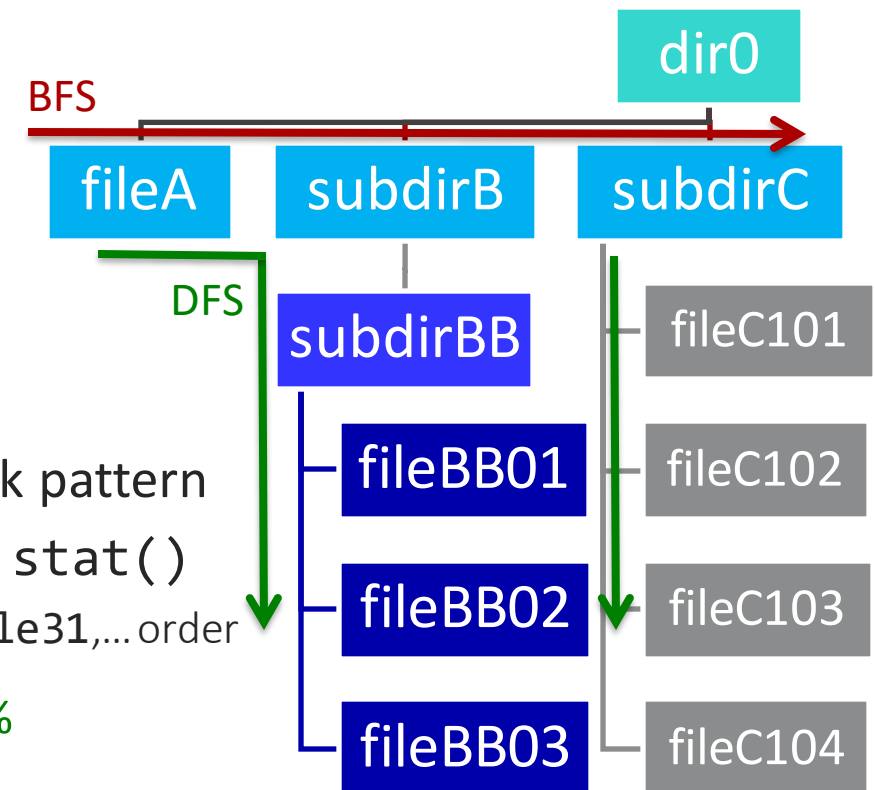 dir0
BFS
fileA subdirB subdirC
DFS
subdirBB
fileC101
fileBB01
fileC102
k pattern
stat()
fileBB02
fileC103
le31,... order
%
fileBB03
fileC104